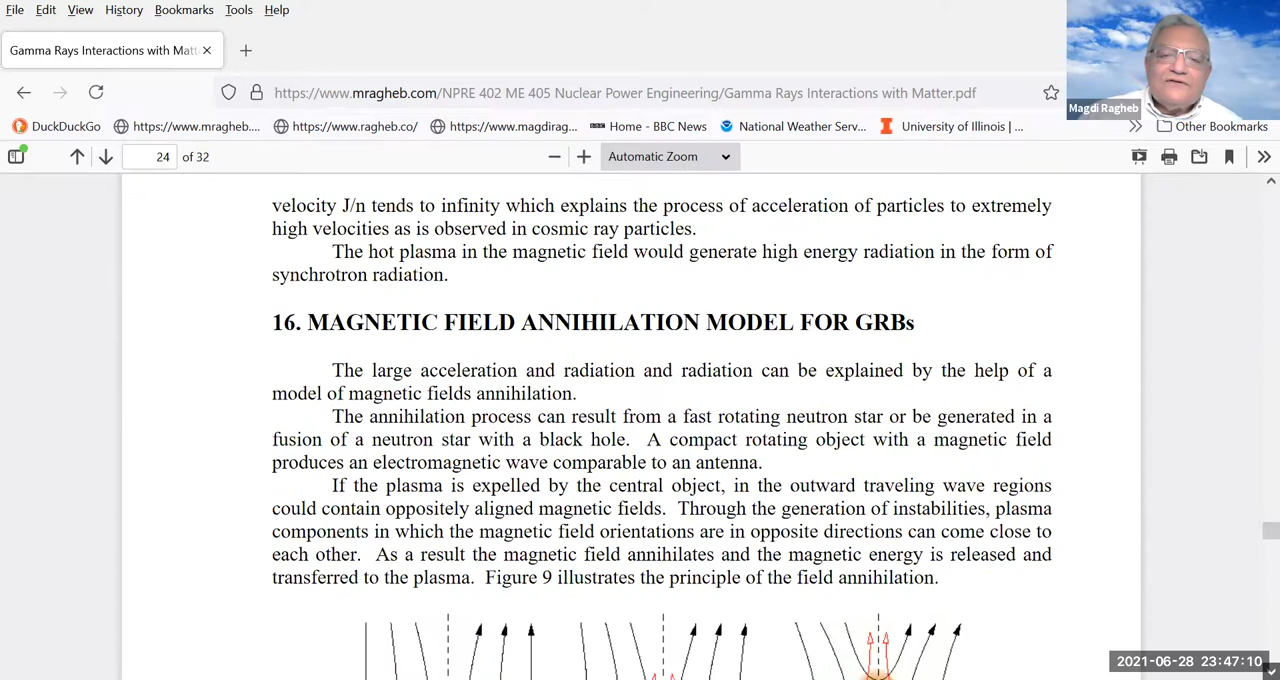 File Edit View History Bookmarks Tools Help
Gamma Rays Interactions with Matt
https://www.mragheb.com/NPRE 402 ME 405 Nuclear Power Engineering/Gamma Rays Interactions with Matter.pdf
Magdi Ragheb
DuckDuckGo https://www.mragheb.... https://www.ragheb.co/ https://www.magdirag... BBC Home - BBC News National Weather Serv... I University of Illinois | ... Other Bookmarks
24 of 32 Automatic Zoom
velocity J/n tends to infinity which explains the process of acceleration of particles to extremely
high velocities as is observed in cosmic ray particles.
The hot plasma in the magnetic field would generate high energy radiation in the form of
synchrotron radiation.
16. MAGNETIC FIELD ANNIHILATION MODEL FOR GRBs
The large acceleration and radiation and radiation can be explained by the help of a
model of magnetic fields annihilation.
The annihilation process can result from a fast rotating neutron star or be generated in a
fusion of a neutron star with a black hole. A compact rotating object with a magnetic field
produces an electromagnetic wave comparable to an antenna.
If the plasma is expelled by the central object, in the outward traveling wave regions
could contain oppositely aligned magnetic fields. Through the generation of instabilities, plasma
components in which the magnetic field orientations are in opposite directions can come close to
each other. As a result the magnetic field annihilates and the magnetic energy is released and
transferred to the plasma. Figure 9 illustrates the principle of the field annihilation.
2021-06-28 23:47:10